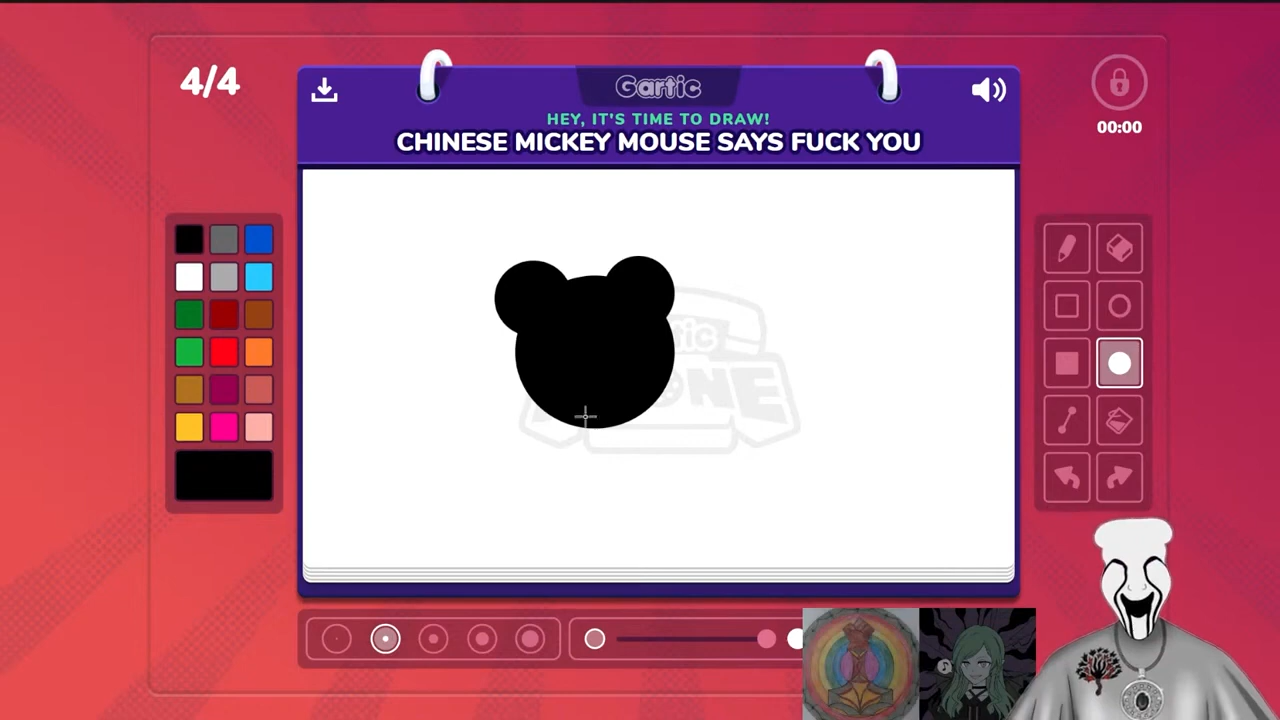 4/4
Gartic
HEY, IT'S TIME TO DRAW!
CHINESE MICKEY MOUSE SAYS FUCK YOU
00:00